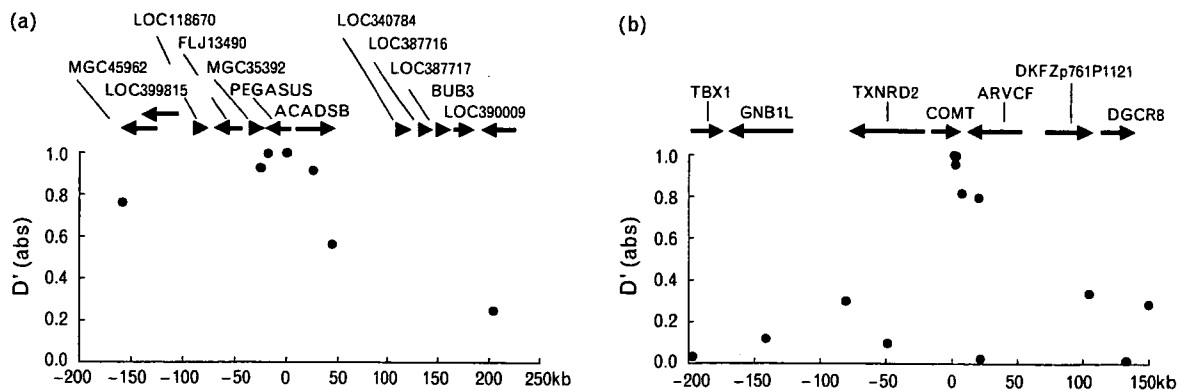 (a)
LOC118670
FLJ13490
MGC45962
MGC35392
LOC399815
PEGASUS
ACADSB
LOC340784
LOC387716
LOC387717
BUB3
LOC390009
D' (abs)
1.0
0.8
0.6
0.4
0.2
0.0
-200 -150 -100 -50 0 50 100 150 200 250kb
(b)
DKFZp761P1121
TBX1
TXNRD2
ARVCF
GNB1L
COMT
DGCR8
D' (abs)
1.0
0.8
0.6
0.4
0.2
0.0
-200 -150 -100 -50 0 50 100 150kb